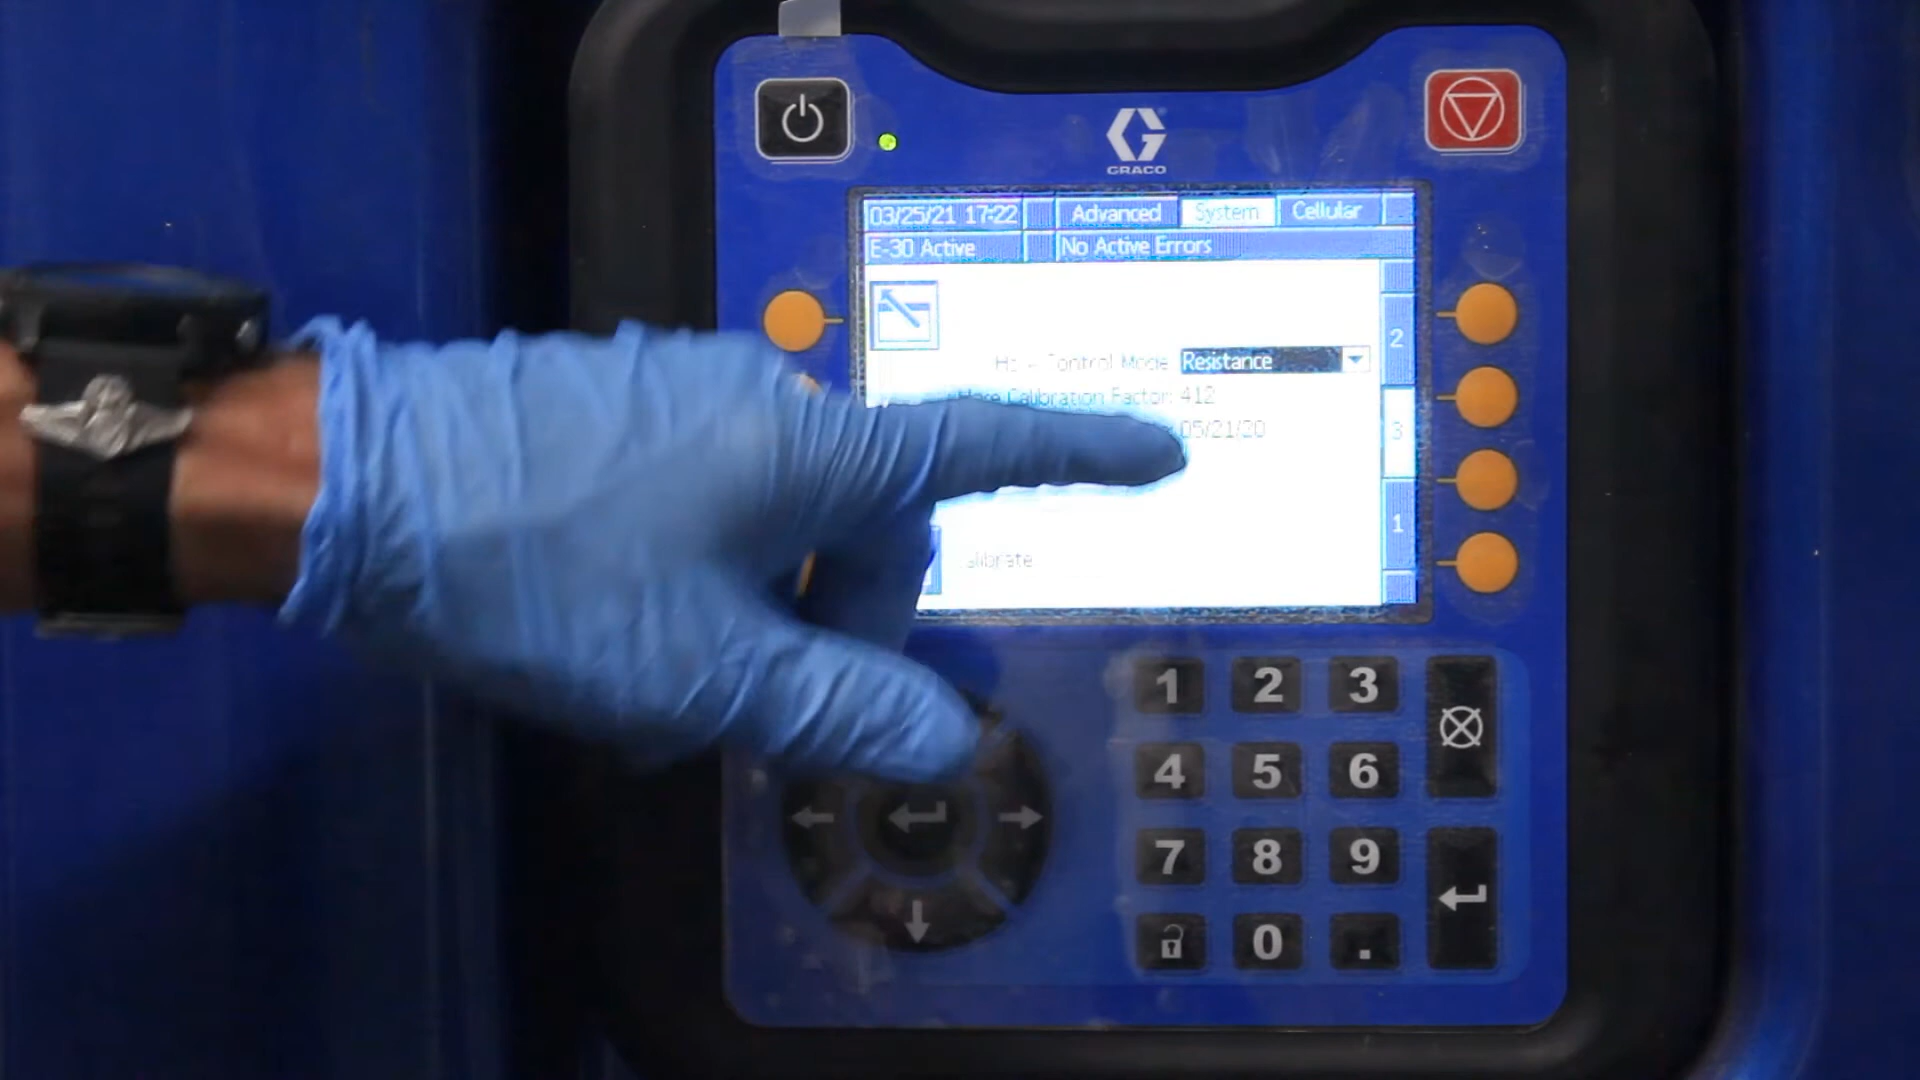 GRACO
03/25/21 17:22 Advanced System Cellular
E-30 Active No Active Errors
2
Control Mode: Resistance
Hose Calibration Factor: 412
05/21/20
3
1
1 2 3
4 5 6
7 8 9
0 .